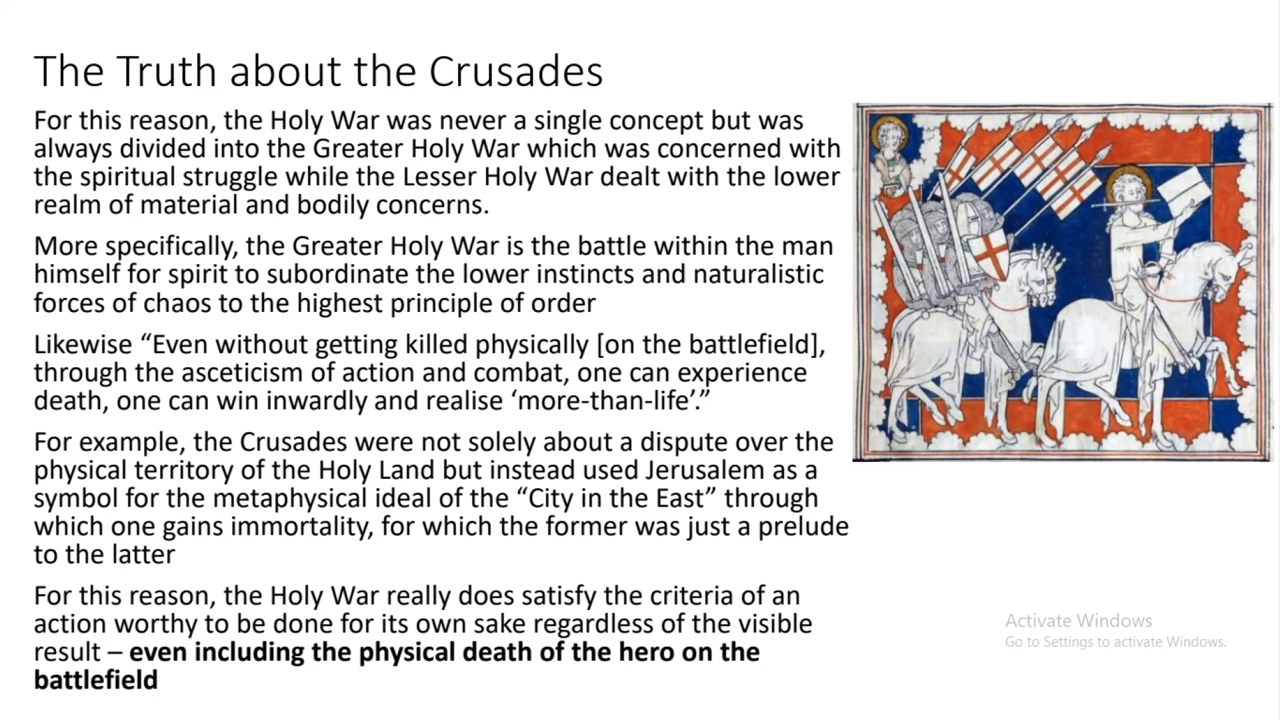 The Truth about the Crusades
For this reason, the Holy War was never a single concept but was
always divided into the Greater Holy War which was concerned with
the spiritual struggle while the Lesser Holy War dealt with the lower
realm of material and bodily concerns.
More specifically, the Greater Holy War is the battle within the man
himself for spirit to subordinate the lower instincts and naturalistic
forces of chaos to the highest principle of order
Likewise “Even without getting killed physically [on the battlefield],
through the asceticism of action and combat, one can experience
death, one can win inwardly and realise ‘more-than-life’.”
For example, the Crusades were not solely about a dispute over the
physical territory of the Holy Land but instead used Jerusalem as a
symbol for the metaphysical ideal of the “City in the East” through
which one gains immortality, for which the former was just a prelude
to the latter
For this reason, the Holy War really does satisfy the criteria of an
action worthy to be done for its own sake regardless of the visible
result – even including the physical death of the hero on the
battlefield
Activate Windows
Go to Settings to activate Windows.